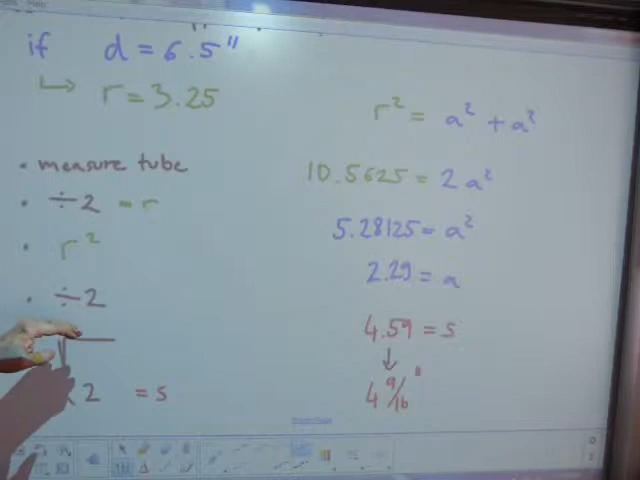 if d = 6.5"
r = 3.25
• measure tube
• ÷2 = r
• r²
• ÷2
2 = s
r² = a² + a²
10.5625 = 2a²
5.28125 = a²
2.29 = a
4.59 = s
4 9/16"